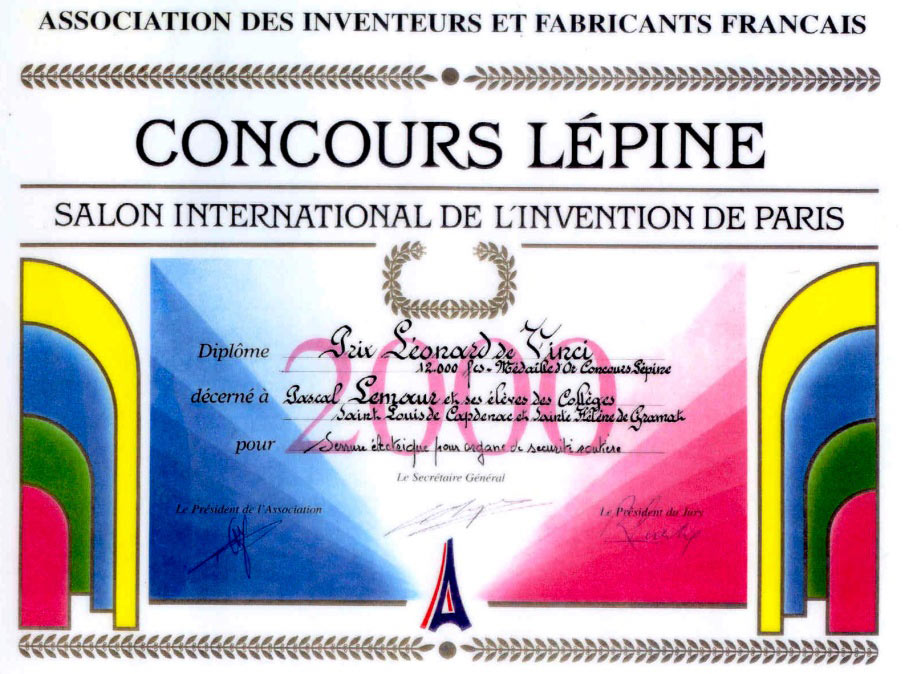 ASSOCIATION DES INVENTEURS ET FABRICANTS FRANCAIS
CONCOURS LÉPINE
SALON INTERNATIONAL DE L'INVENTION DE PARIS
2000
Diplôme Prix Léonard de Vinci
12.000 fcs - Médaille d'Or Concours Lépine
décerné à Pascal Lemaur et ses élèves des Collèges
Saint Louis de Capdenac et Sainte Hélène de Gramat
pour Serrure électrique pour organe de securité routière
Le Secrétaire Général
Le Président de l'Association
Le Président du Jury